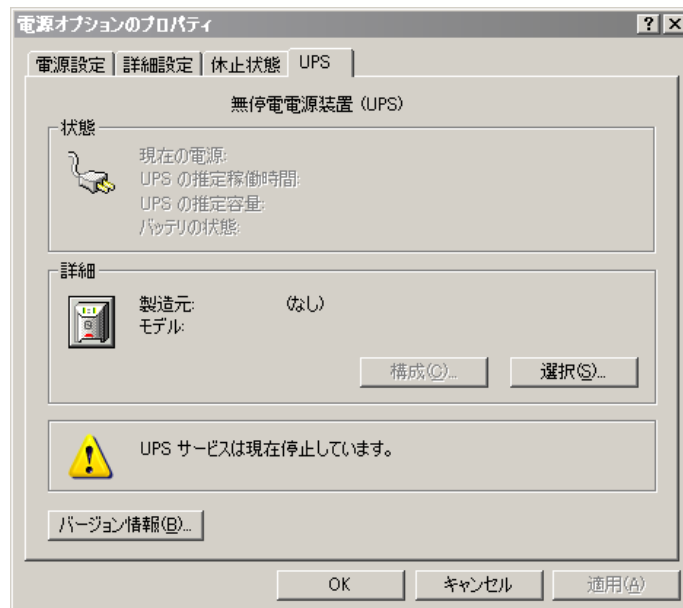 電源オプションのプロパティ
電源設定 詳細設定 休止状態 UPS
無停電電源装置 (UPS)
状態
現在の電源:
UPS の推定稼働時間:
UPS の推定容量:
バッテリの状態:
詳細
製造元: (なし)
モデル:
構成(C)... 選択(S)...
UPS サービスは現在停止しています。
バージョン情報(B)...
OK キャンセル 適用(A)